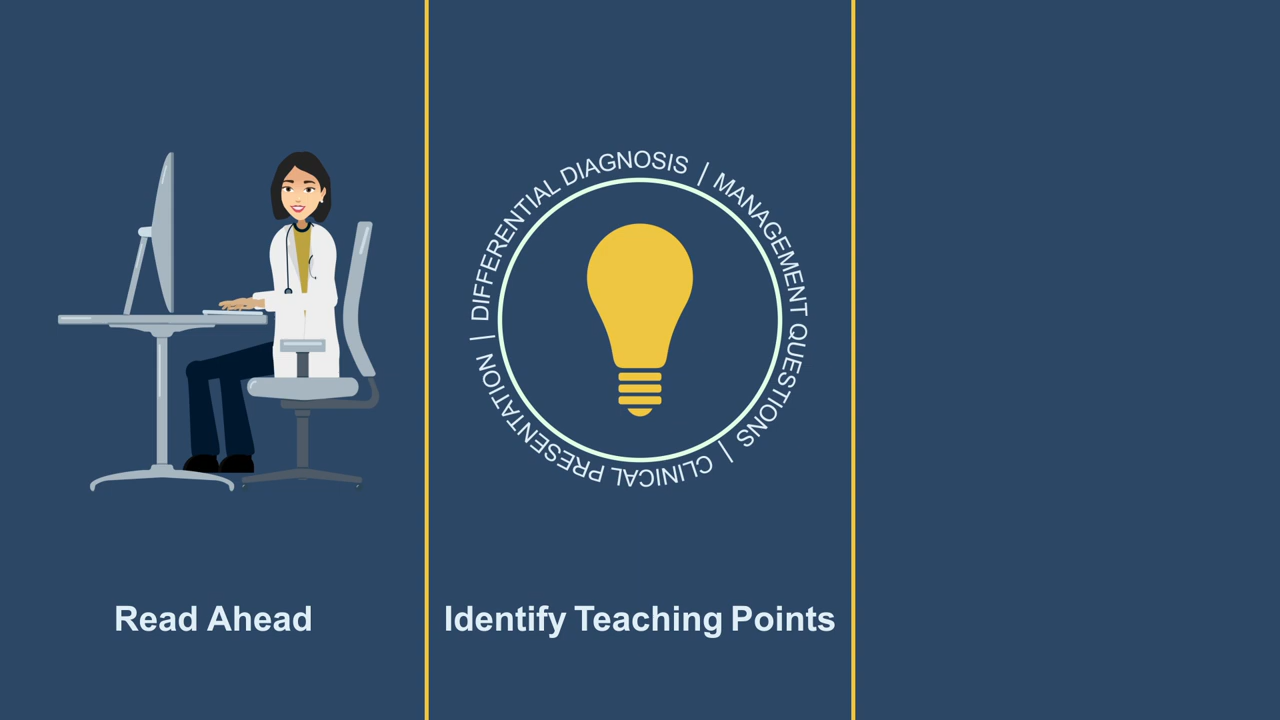 DIFFERENTIAL DIAGNOSIS | MANAGEMENT QUESTIONS | CLINICAL PRESENTATION |
Read Ahead
Identify Teaching Points